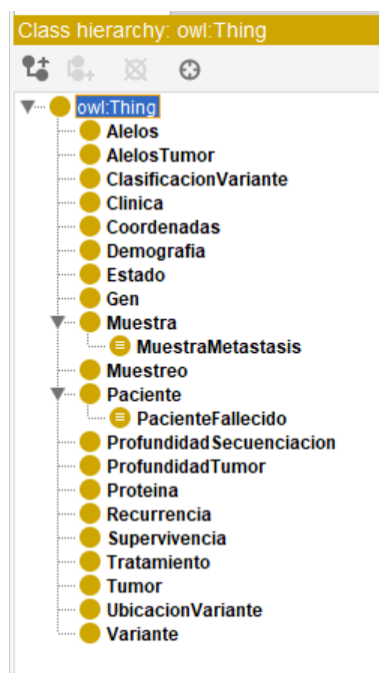 Class hierarchy: owl:Thing
owl:Thing
Alelos
AlelosTumor
ClasificacionVariante
Clinica
Coordenadas
Demografia
Estado
Gen
Muestra
MuestraMetastasis
Muestreo
Paciente
PacienteFallecido
ProfundidadSecuenciacion
ProfundidadTumor
Proteina
Recurrencia
Supervivencia
Tratamiento
Tumor
UbicacionVariante
Variante